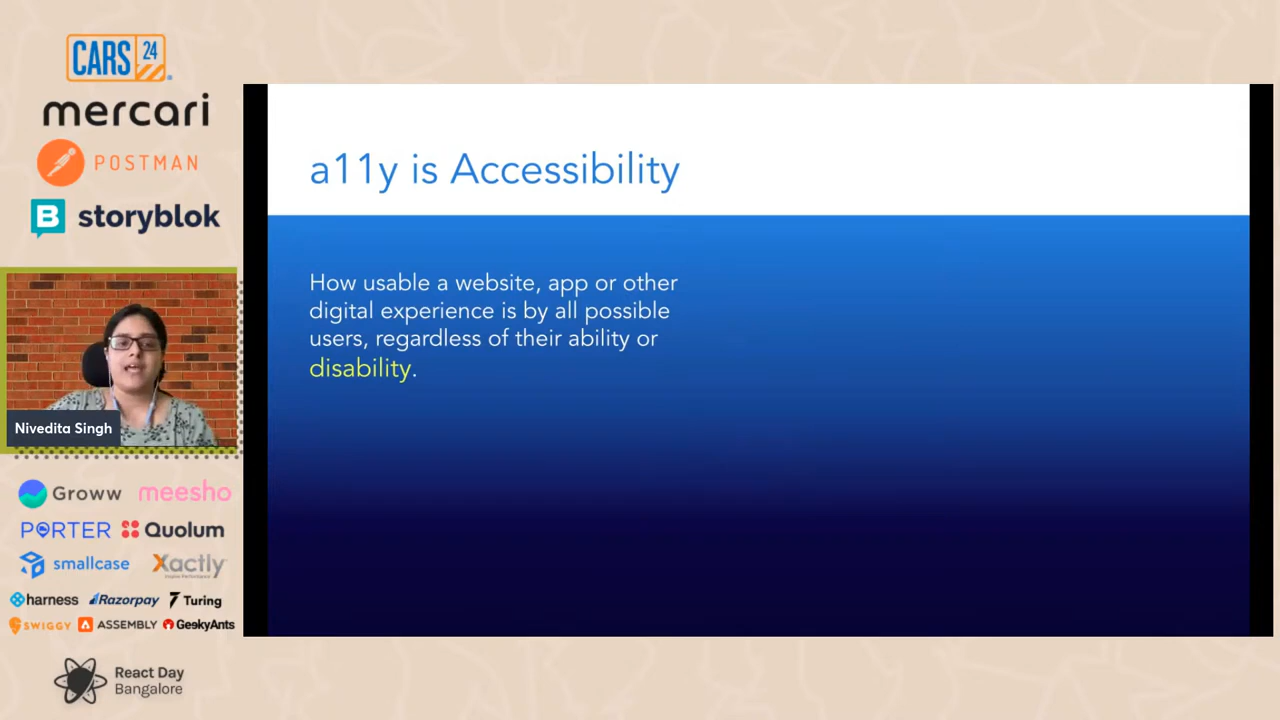 CARS 24
mercari
POSTMAN
storyblok
Nivedita Singh
Groww meesho
PORTER Quolum
smallcase Xactly
harness Razorpay Turing
SWIGGY ASSEMBLY GeekyAnts
React Day
Bangalore
a11y is Accessibility
How usable a website, app or other
digital experience is by all possible
users, regardless of their ability or
disability.